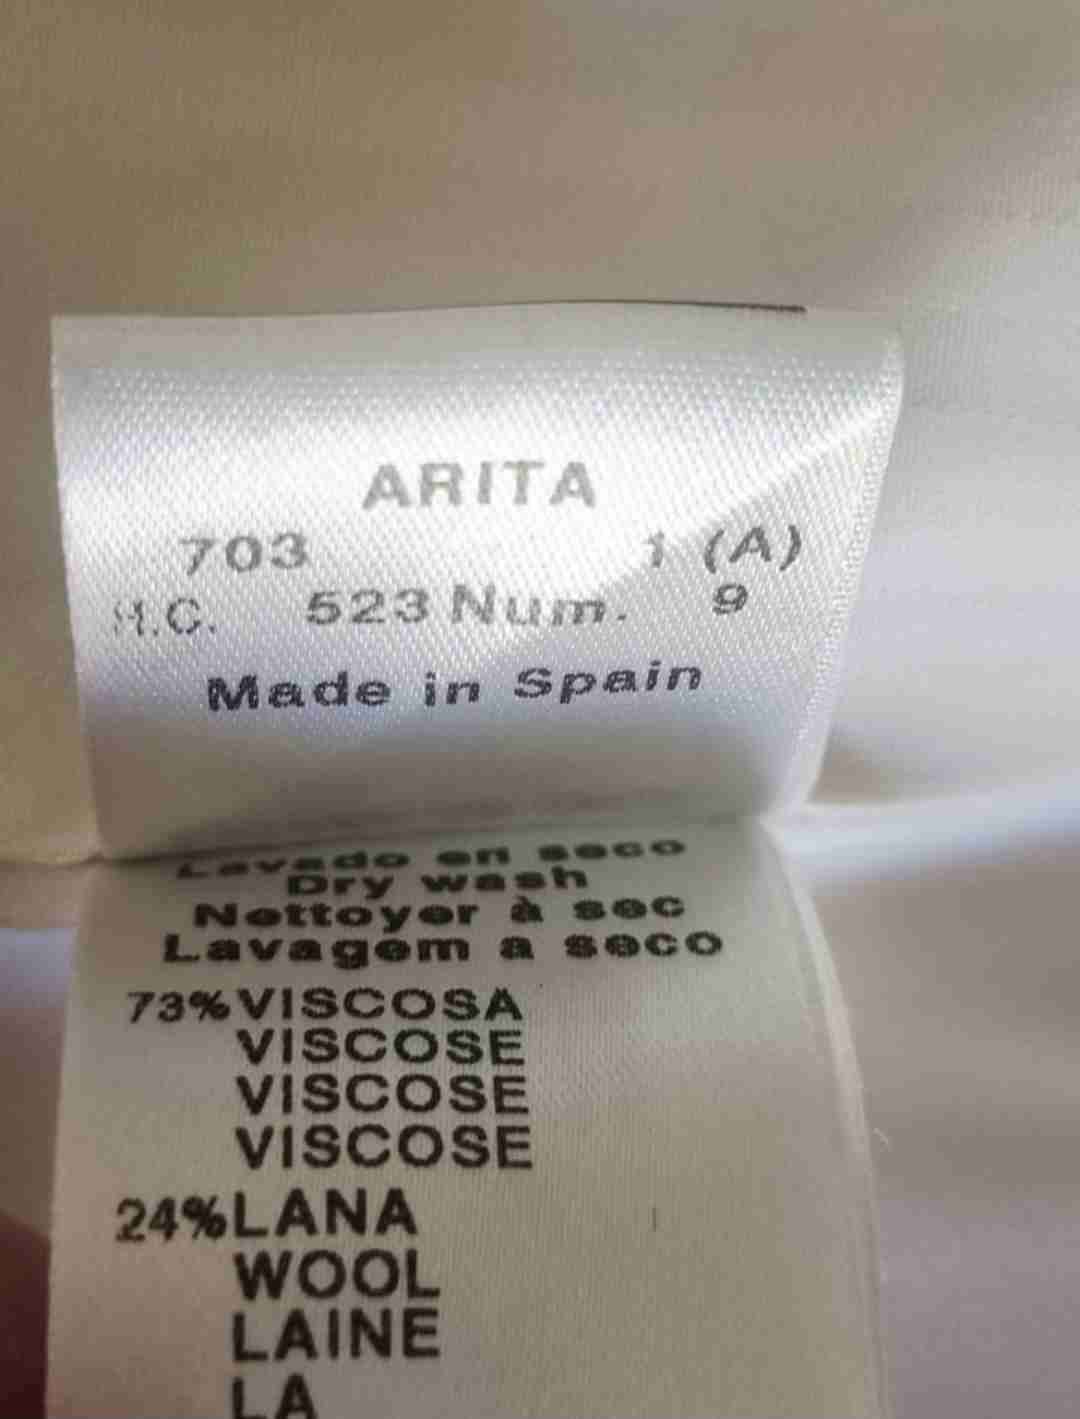 ARITA
703 1 (A)
H.C. 523 Num. 9
Made in Spain
Lavado en seco
Dry wash
Nettoyer à sec
Lavagem a seco
73% VISCOSA
VISCOSE
VISCOSE
VISCOSE
24% LANA
WOOL
LAINE
LA